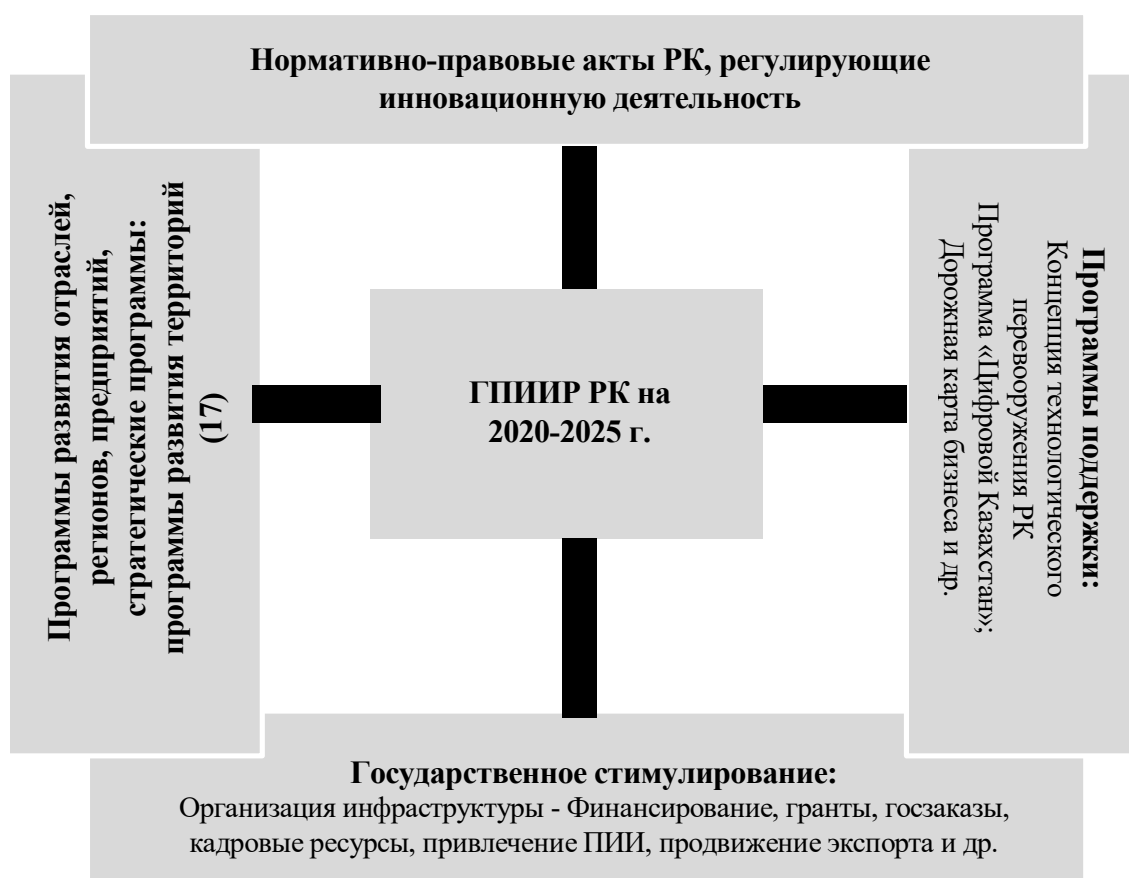 Нормативно-правовые акты РК, регулирующие
инновационную деятельность
Программы развития отраслей,
регионов, предприятий,
стратегические программы:
программы развития территорий
(17)
ГПИИР РК на
2020-2025 г.
Программы поддержки:
Концепция технологического
перевооружения РК
Программа «Цифровой Казахстан»;
Дорожная карта бизнеса и др.
Государственное стимулирование:
Организация инфраструктуры - Финансирование, гранты, госзаказы,
кадровые ресурсы, привлечение ПИИ, продвижение экспорта и др.